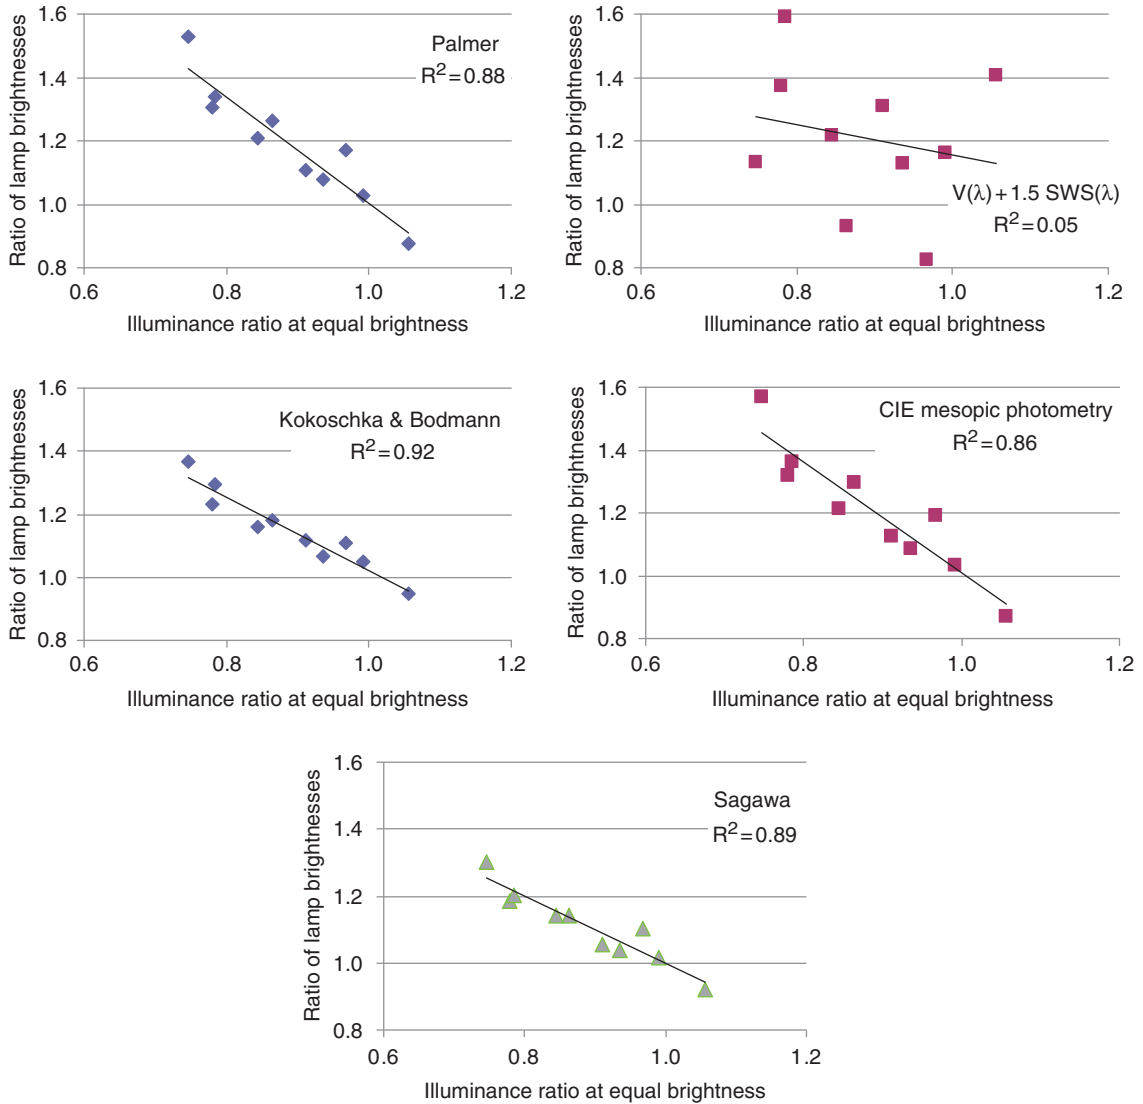 Ratio of lamp brightnesses
1.6
1.4
1.2
1.0
0.8
0.6
0.8
1.0
1.2
Palmer
R²=0.88
Illuminance ratio at equal brightness
Ratio of lamp brightnesses
1.6
1.4
1.2
1.0
0.8
0.6
0.8
1.0
1.2
V(λ)+1.5 SWS(λ)
R²=0.05
Illuminance ratio at equal brightness
Ratio of lamp brightnesses
1.6
1.4
1.2
1.0
0.8
0.6
0.8
1.0
1.2
Kokoschka & Bodmann
R²=0.92
Illuminance ratio at equal brightness
Ratio of lamp brightnesses
1.6
1.4
1.2
1.0
0.8
0.6
0.8
1.0
1.2
CIE mesopic photometry
R²=0.86
Illuminance ratio at equal brightness
Ratio of lamp brightnesses
1.6
1.4
1.2
1.0
0.8
0.6
0.8
1.0
1.2
Sagawa
R²=0.89
Illuminance ratio at equal brightness